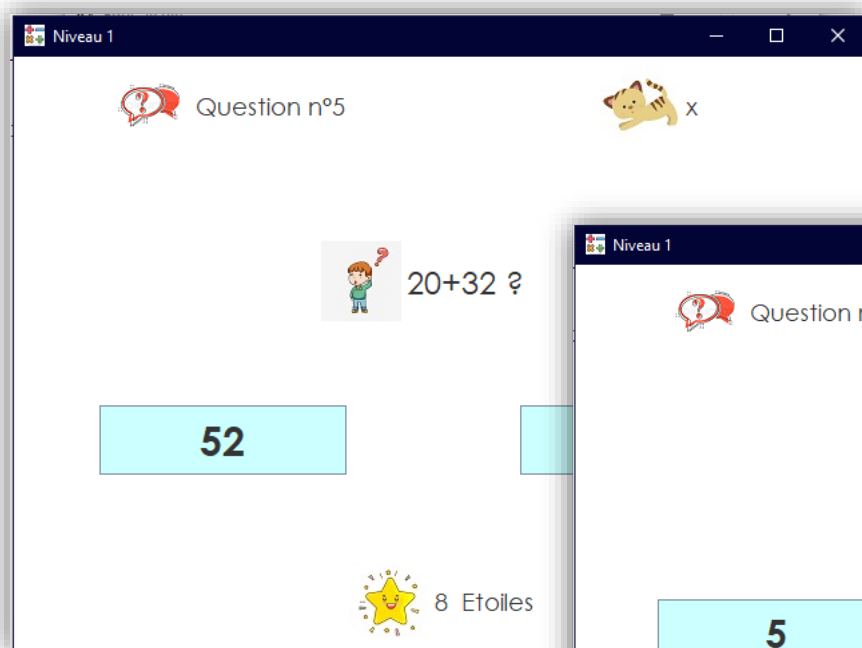 Niveau 1
Question n°5
x
20+32 ?
52
8 Etoiles
Niveau 1
Question
5